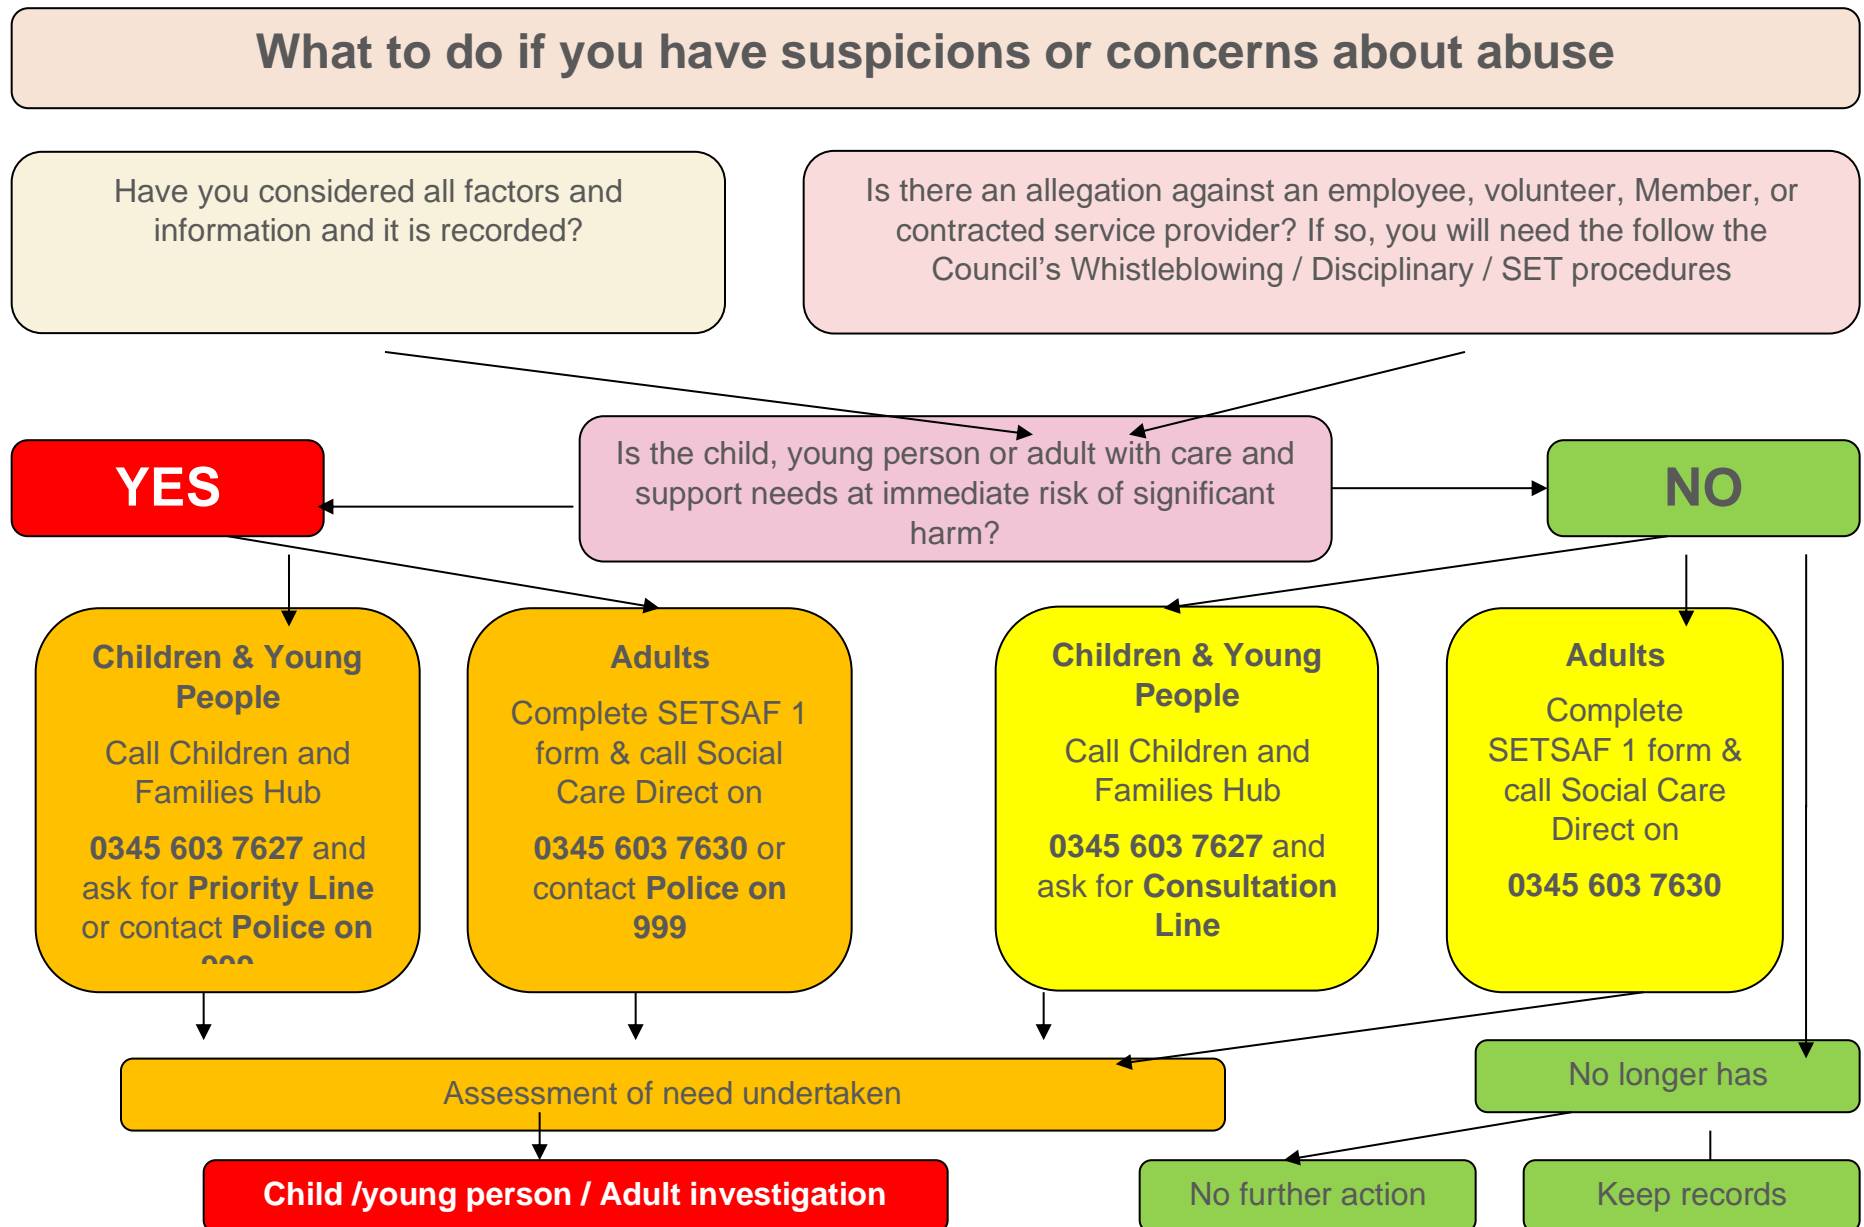 What to do if you have suspicions or concerns about abuse
Have you considered all factors and
information and it is recorded?
Is there an allegation against an employee, volunteer, Member, or
contracted service provider? If so, you will need the follow the
Council’s Whistleblowing / Disciplinary / SET procedures
Is the child, young person or adult with care and
support needs at immediate risk of significant
harm?
YES
NO
Children & Young
People
Call Children and
Families Hub
0345 603 7627 and
ask for Priority Line
or contact Police on
999
Adults
Complete SETSAF 1
form & call Social
Care Direct on
0345 603 7630 or
contact Police on
999
Children & Young
People
Call Children and
Families Hub
0345 603 7627 and
ask for Consultation
Line
Adults
Complete
SETSAF 1 form &
call Social Care
Direct on
0345 603 7630
Assessment of need undertaken
No longer has
Child /young person / Adult investigation
No further action
Keep records